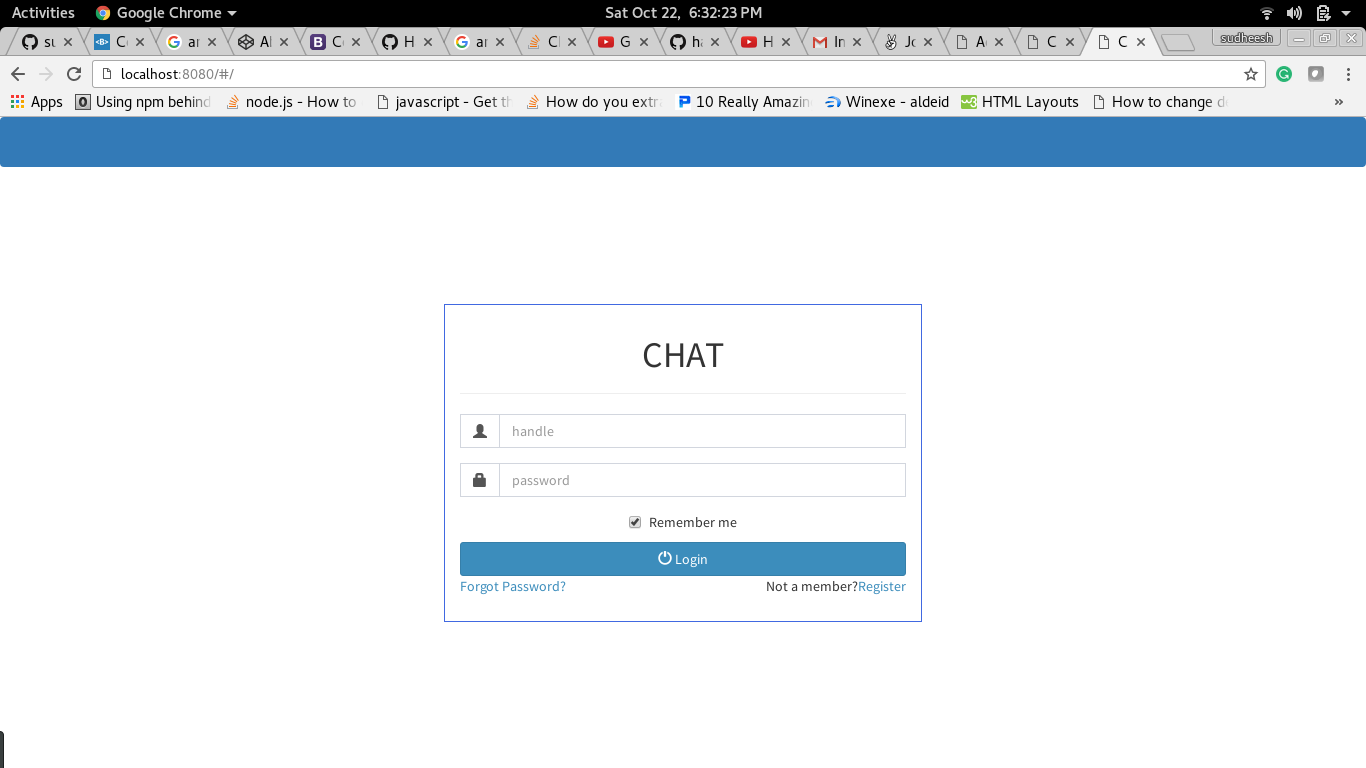 Activities Google Chrome Sat Oct 22, 6:32:23 PM
su C ar Al C H ar Cl G ha H In Jo A C C sudheesh
localhost:8080/#/
Apps Using npm behind node.js - How to javascript - Get th How do you extra 10 Really Amazin Winexe - aldeid HTML Layouts How to change d »
CHAT
handle
password
Remember me
Login
Forgot Password? Not a member?Register